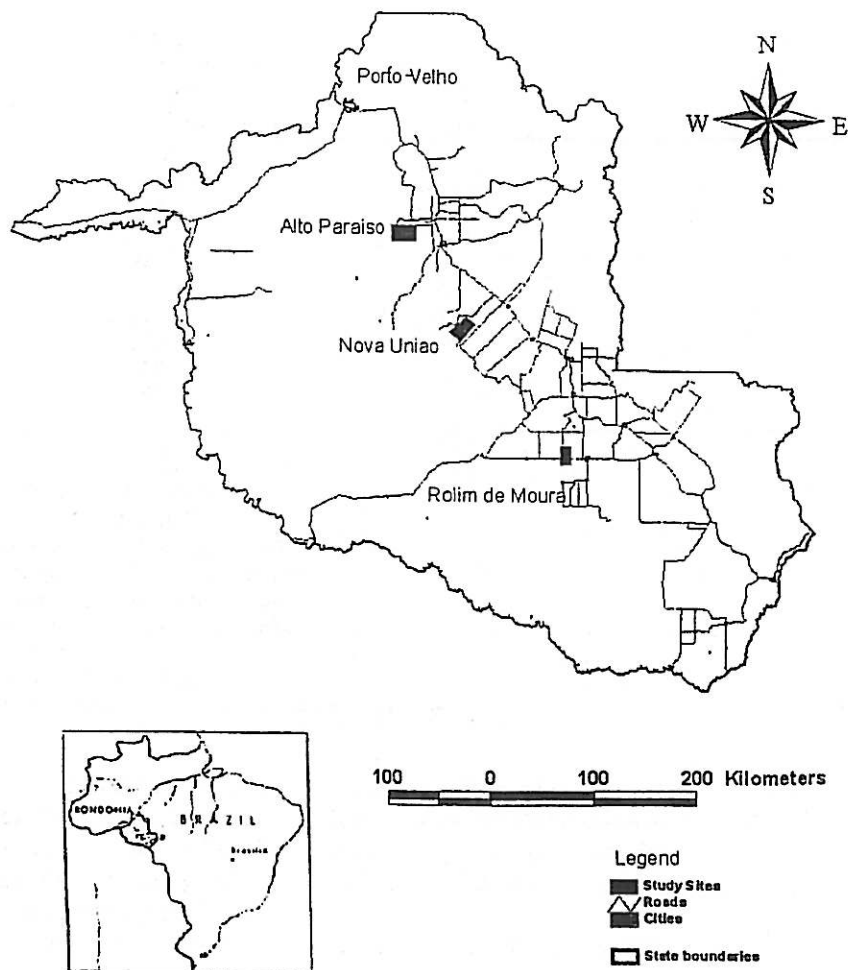 Porto-Velho
N
W E
S
Alto Paraiso
Nova Uniao
Rolim de Moura
RONDONIA
BRAZIL
Brasilia
100 0 100 200 Kilometers
Legend
Study Sites
Roads
Cities
State boundaries